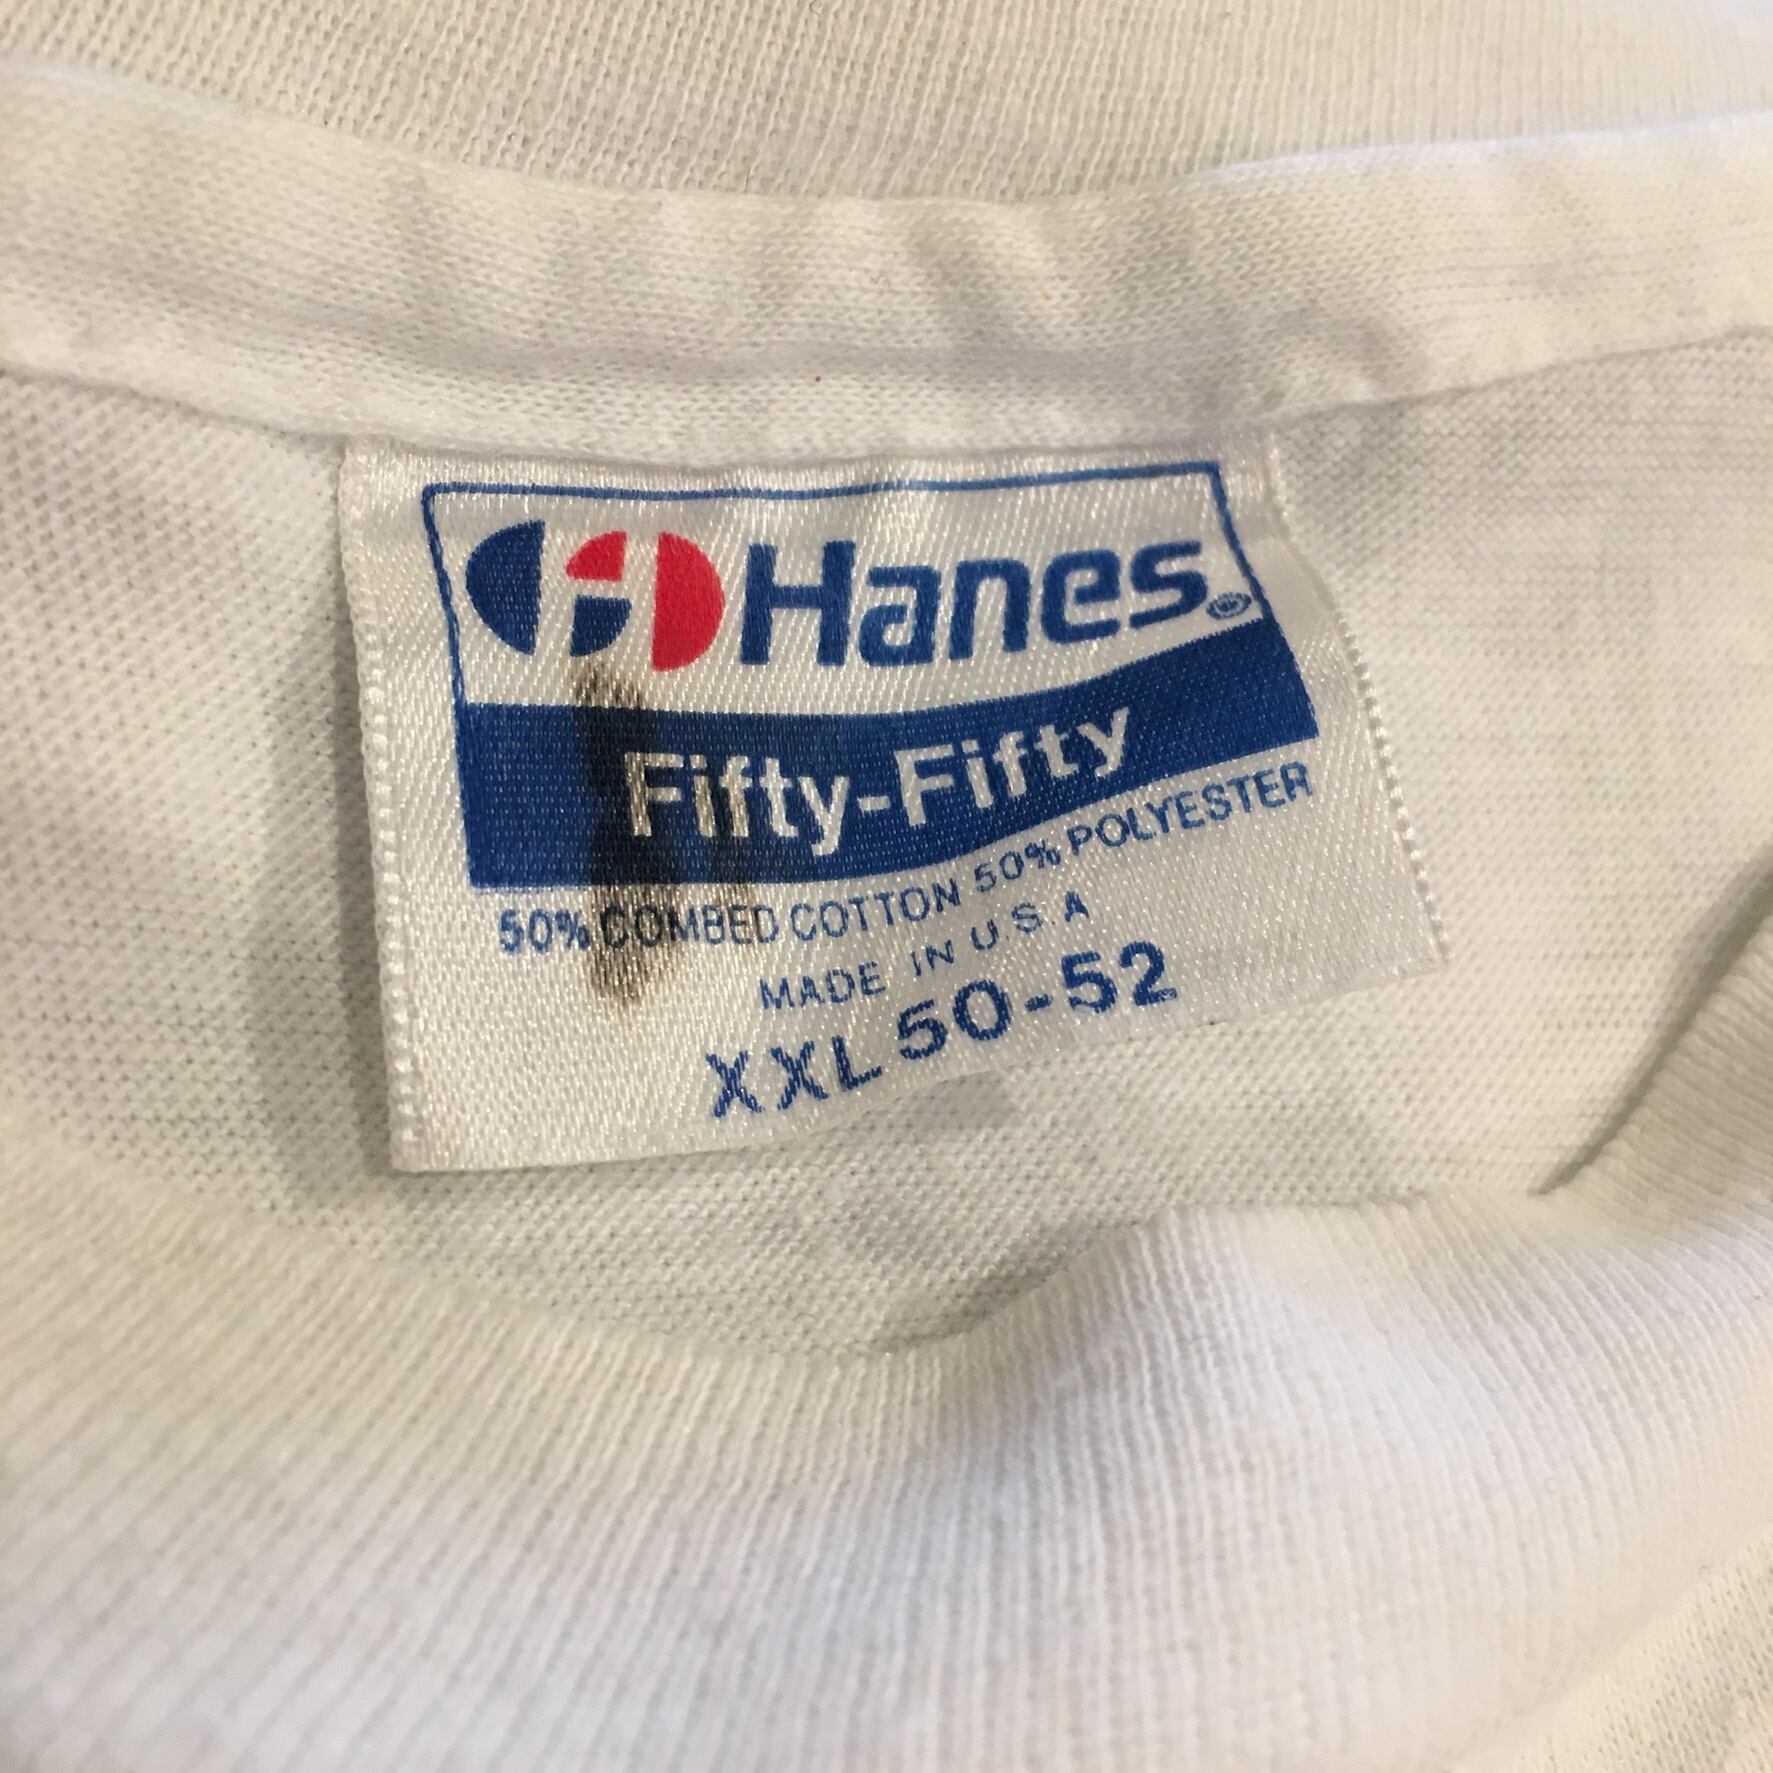 Hanes®
Fifty-Fifty
50% COMBED COTTON 50% POLYESTER
MADE IN U.S.A
XXL 50-52